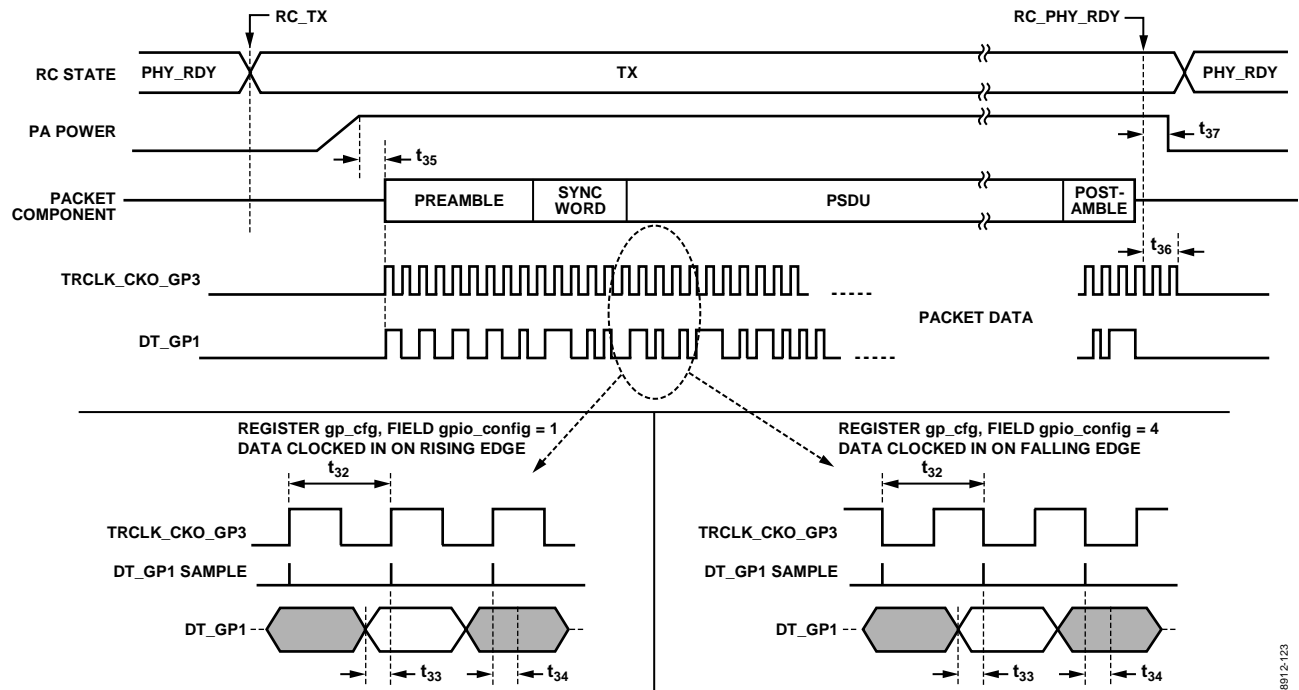 RC_TX
RC_PHY_RDY
RC STATE
PHY_RDY
TX
PHY_RDY
PA POWER
t37
t35
PACKET
COMPONENT
PREAMBLE
SYNC
WORD
PSDU
POST-
AMBLE
t36
TRCLK_CKO_GP3
PACKET DATA
DT_GP1
REGISTER gp_cfg, FIELD gpio_config = 1
DATA CLOCKED IN ON RISING EDGE
t32
TRCLK_CKO_GP3
DT_GP1 SAMPLE
DT_GP1
t33
t34
REGISTER gp_cfg, FIELD gpio_config = 4
DATA CLOCKED IN ON FALLING EDGE
t32
TRCLK_CKO_GP3
DT_GP1 SAMPLE
DT_GP1
t33
t34
8912-123